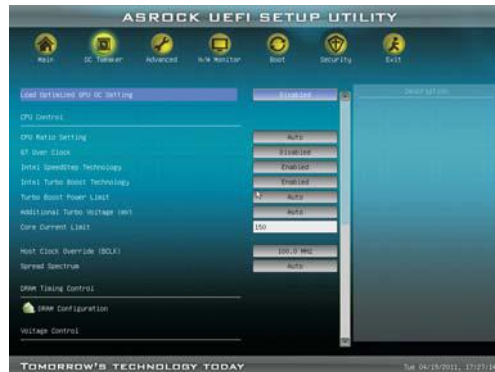 ASROCK UEFI SETUP UTILITY
Main OC Tweaker Advanced H/W Monitor Boot Security Exit
Load Optimized GPU OC Setting Disabled
Description
CPU Control
CPU Ratio Setting Auto
GT Over Clock Disabled
Intel SpeedStep Technology Enabled
Intel Turbo Boost Technology Enabled
Turbo Boost Power Limit Auto
Additional Turbo Voltage (mV) Auto
Core Current Limit 150
Host Clock Override (BCLK) 100.0 MHz
Spread Spectrum Auto
DRAM Timing Control
DRAM Configuration
Voltage Control
TOMORROW'S TECHNOLOGY TODAY
Tue 04/19/2011,